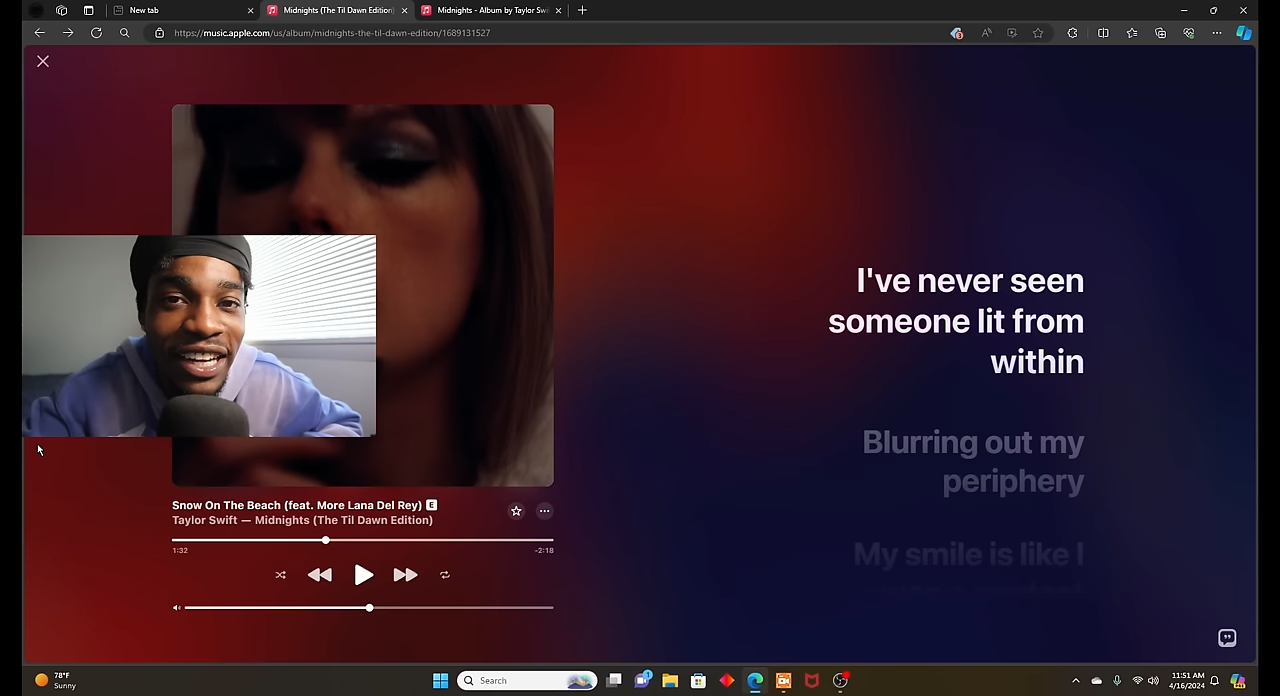 New tab
Midnights (The Til Dawn Edition)
Midnights - Album by Taylor Sw
https://music.apple.com/us/album/midnights-the-til-dawn-edition/1689131527
I've never seen
someone lit from
within
Blurring out my
periphery
My smile is like I
Snow On The Beach (feat. More Lana Del Rey) E
Taylor Swift — Midnights (The Til Dawn Edition)
1:32
-2:18
78°F
Sunny
Search
11:51 AM
4/16/2024